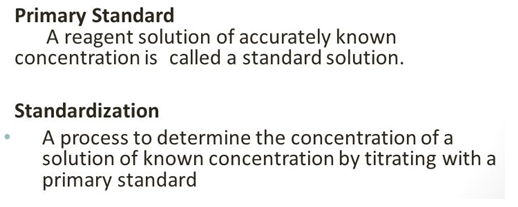 Primary Standard
A reagent solution of accurately known
concentration is called a standard solution.
Standardization
• A process to determine the concentration of a
solution of known concentration by titrating with a
primary standard